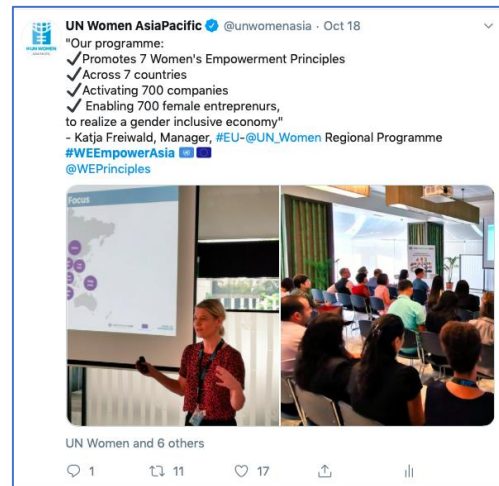 UN Women AsiaPacific @unwomenasia · Oct 18
"Our programme:
✓Promotes 7 Women's Empowerment Principles
✓Across 7 countries
✓Activating 700 companies
✓ Enabling 700 female entreprenurs,
to realize a gender inclusive economy"
- Katja Freiwald, Manager, #EU-@UN_Women Regional Programme
#WEEmpowerAsia
@WEPrinciples
Focus
UN Women and 6 others
1 11 17